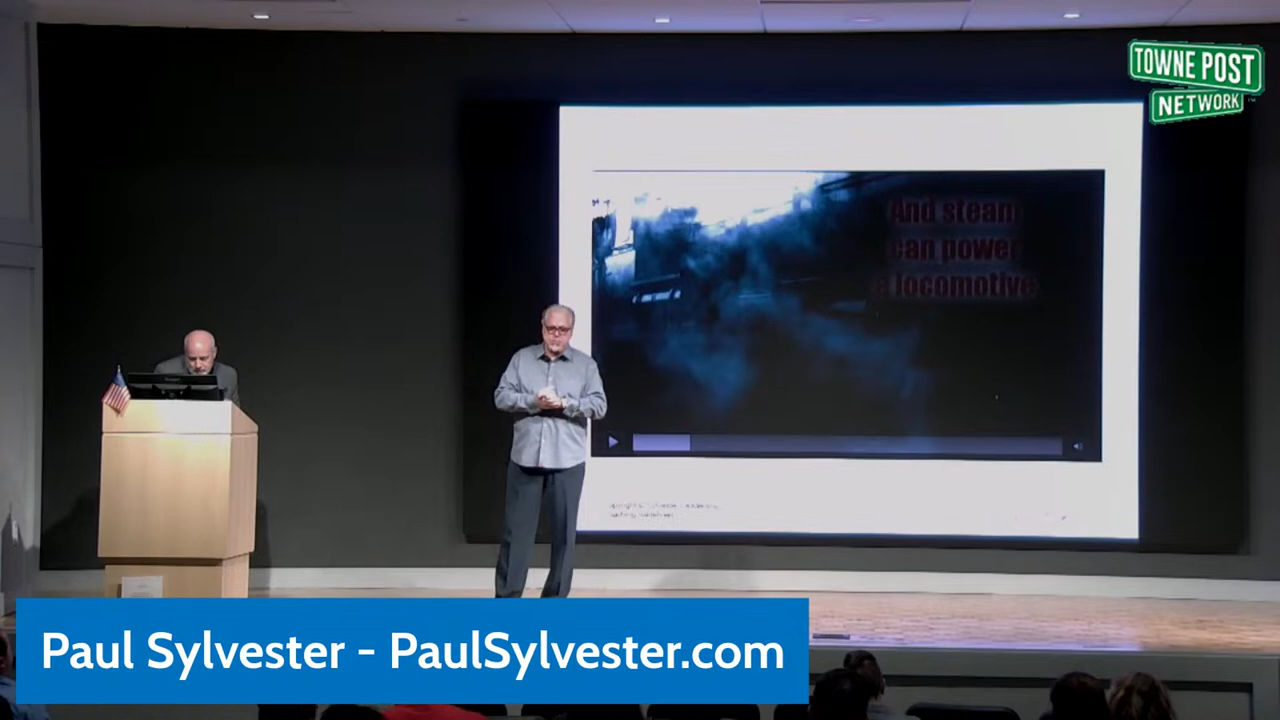 TOWNE POST
NETWORK
And steam
can power
a locomotive
Paul Sylvester - PaulSylvester.com